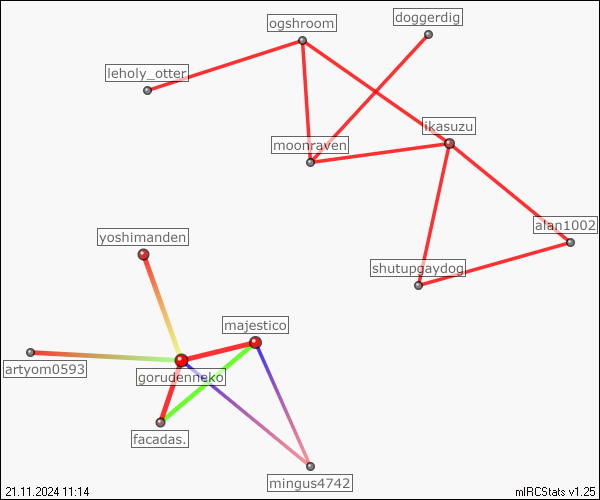 doggerdig
ogshroom
leholy_otter
ikasuzu
moonraven
alan1002
yoshimanden
shutupgaydog
majestico
artyom0593
gorudenneko
facadas.
mingus4742
21.11.2024 11:14
mIRCStats v1.25